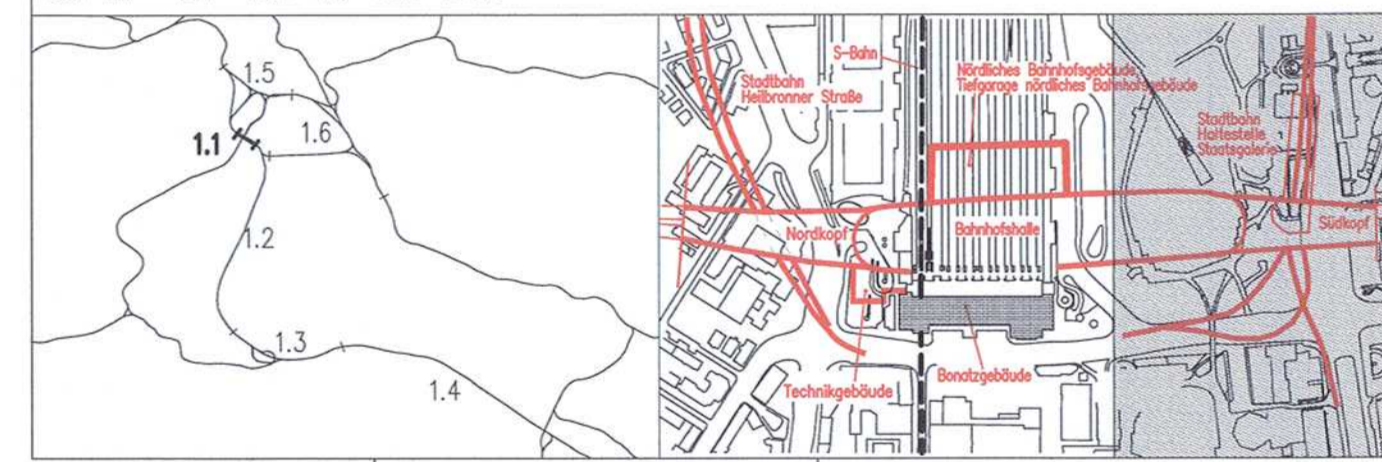 1.5
1.6
1.1
1.2
1.3
1.4
S-Bahn
Stadtbahn
Heilbronner Straße
Nördliches Bahnhofsgebäude
Tiefgarage nördliches Bahnhofsgebäude
Stadtbahn
Haltestelle
Staatsgalerie
Nordkopf
Bahnhofshalle
Südkopf
Technikgebäude
Bonatzgebäude